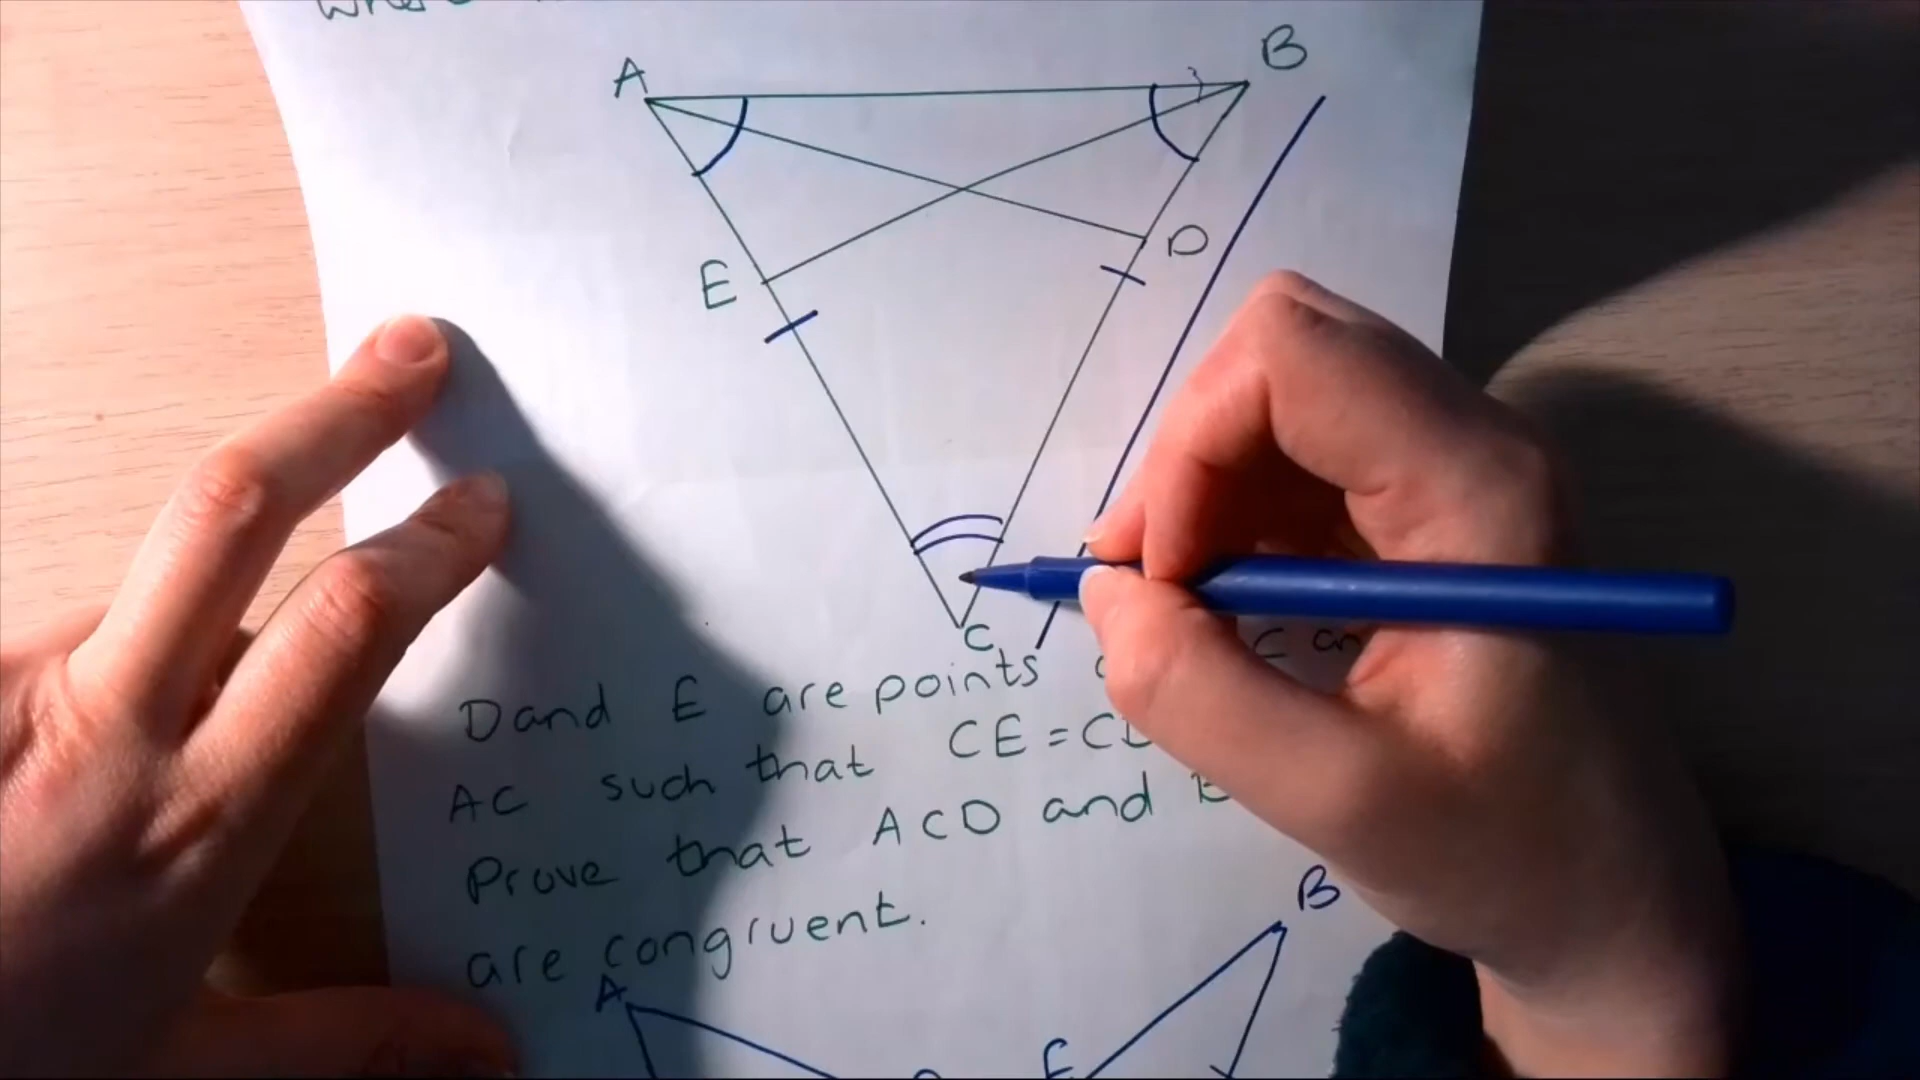 A
B
D
E
C
D and E are points
AC such that CE = CD
Prove that ACD and
are congruent.
B
A
E